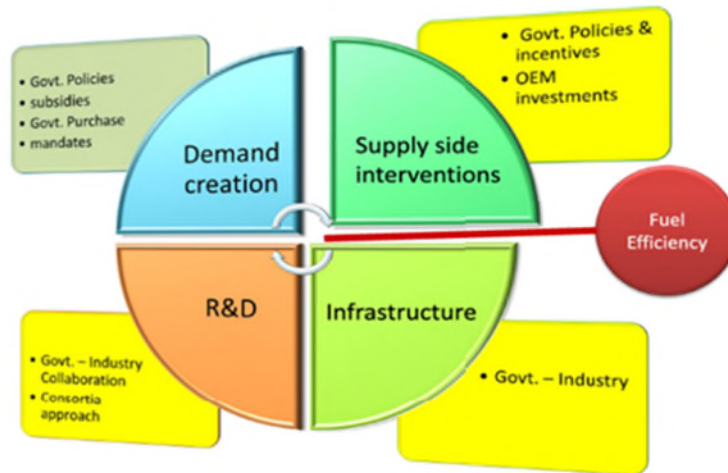 • Govt. Policies
• subsidies
• Govt. Purchase
• mandates
Demand
creation
Supply side
interventions
• Govt. Policies &
incentives
• OEM
investments
Fuel
Efficiency
R&D
Infrastructure
• Govt. – Industry
Collaboration
• Consortia
approach
• Govt. – Industry